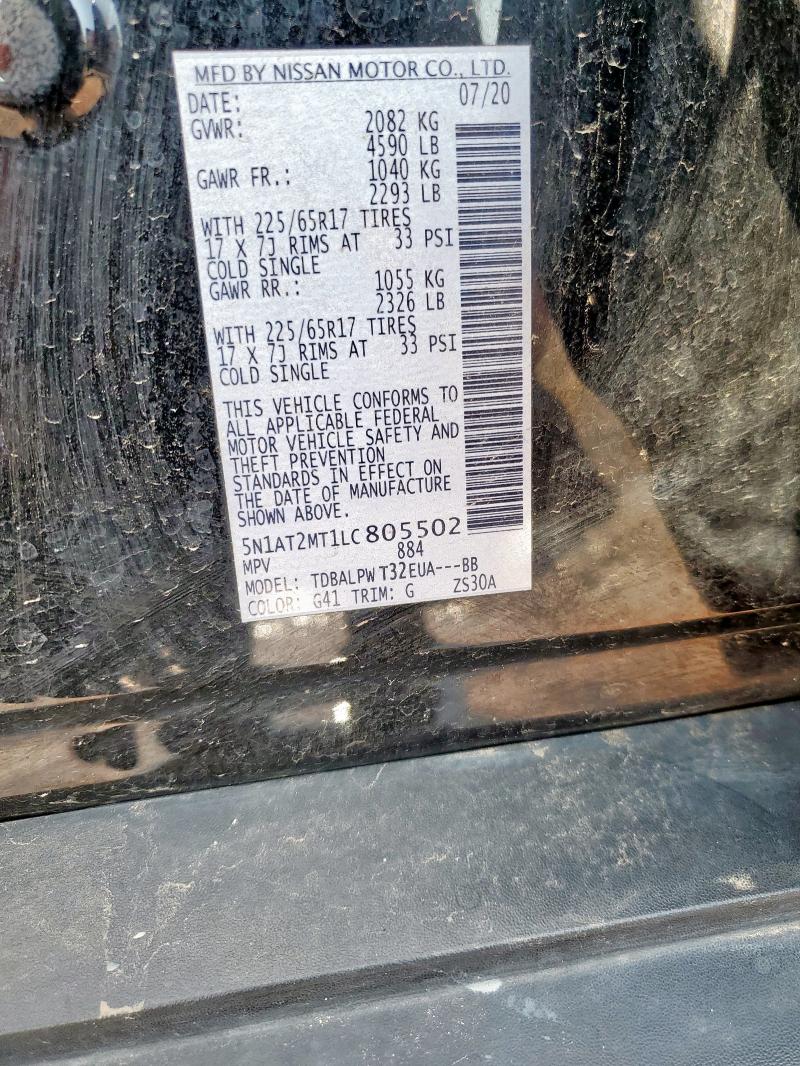 MFD BY NISSAN MOTOR CO., LTD.
DATE: 07/20
GVWR: 2082 KG
4590 LB
GAWR FR.: 1040 KG
2293 LB
WITH 225/65R17 TIRES
17 X 7J RIMS AT 33 PSI
COLD SINGLE
GAWR RR.: 1055 KG
2326 LB
WITH 225/65R17 TIRES
17 X 7J RIMS AT 33 PSI
COLD SINGLE
THIS VEHICLE CONFORMS TO
ALL APPLICABLE FEDERAL
MOTOR VEHICLE SAFETY AND
THEFT PREVENTION
STANDARDS IN EFFECT ON
THE DATE OF MANUFACTURE
SHOWN ABOVE.
5N1AT2MT1LC805502
MPV 884
MODEL: TDBALPW T32EUA---BB
COLOR: G41 TRIM: G ZS30A